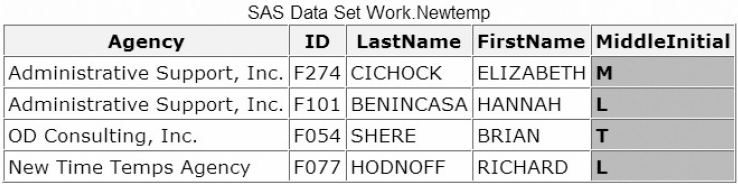 SAS Data Set Work.Newtemp
Agency ID LastName FirstName MiddleInitial
Administrative Support, Inc. F274 CICHOCK ELIZABETH M
Administrative Support, Inc. F101 BENINCASA HANNAH L
OD Consulting, Inc. F054 SHERE BRIAN T
New Time Temps Agency F077 HODNOFF RICHARD L